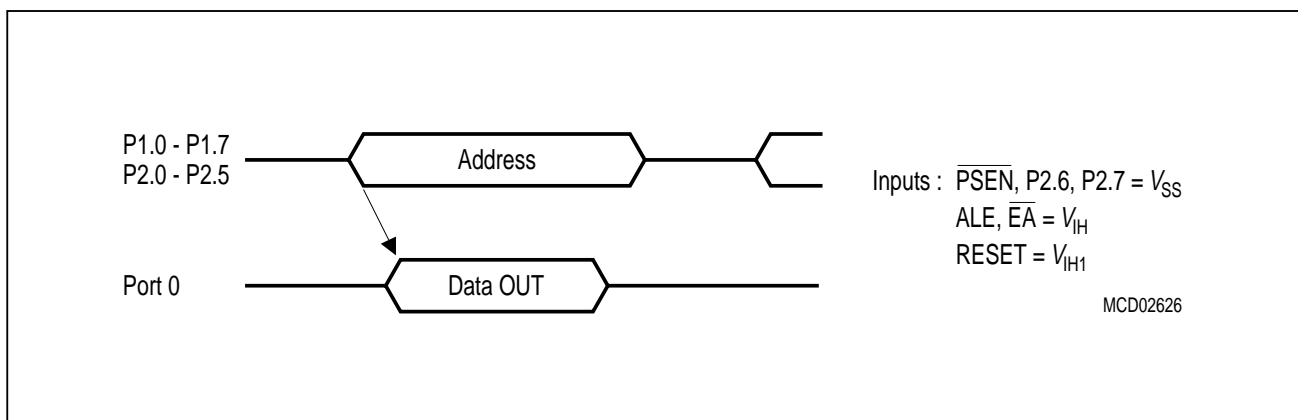 P1.0 - P1.7
P2.0 - P2.5
Address
Inputs : PSEN, P2.6, P2.7 = VSS
ALE, EA = VIH
RESET = VIH1
Port 0
Data OUT
MCD02626